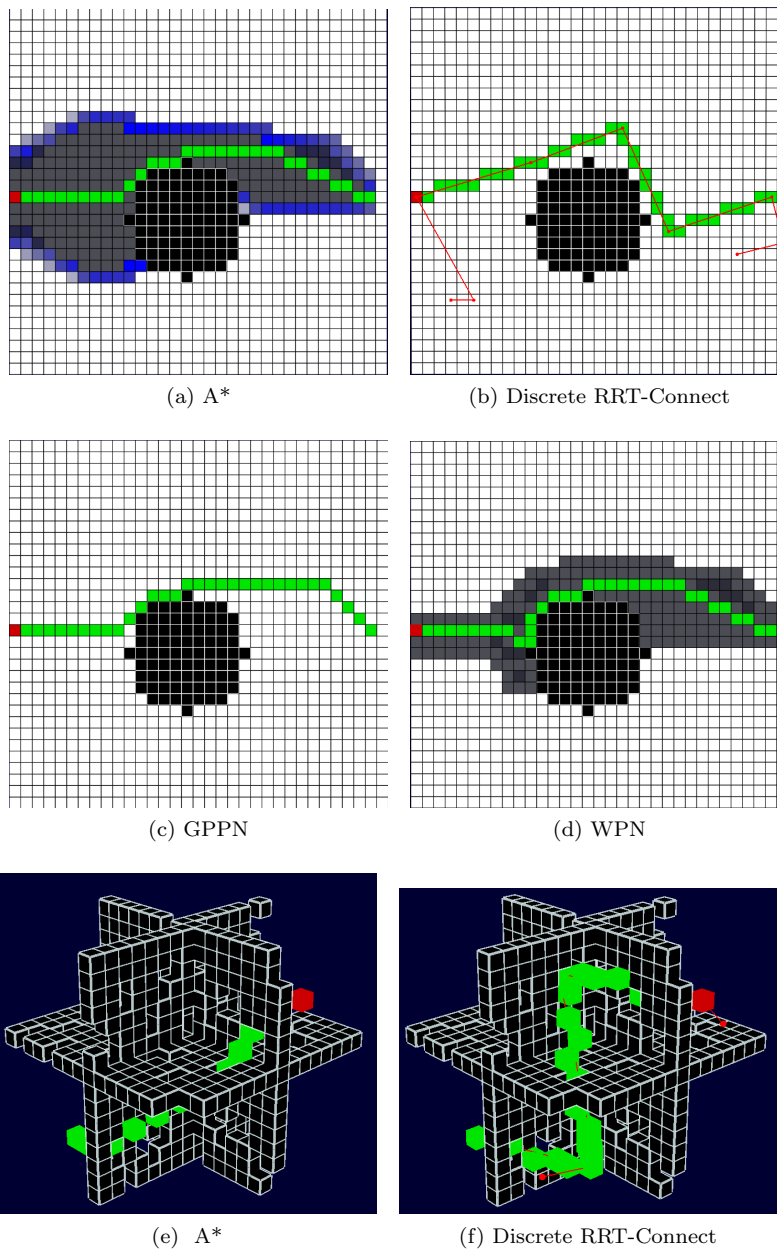 (a) A*
(b) Discrete RRT-Connect
(c) GPPN
(d) WPN
(e) A*
(f) Discrete RRT-Connect